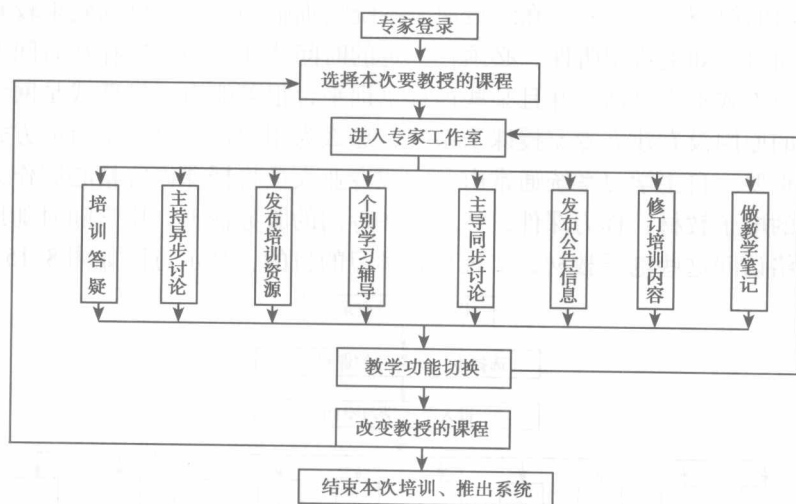 专家登录
选择本次要教授的课程
进入专家工作室
培训答疑
主持异步讨论
发布培训资源
个别学习辅导
主导同步讨论
发布公告信息
修订培训内容
做教学笔记
教学功能切换
改变教授的课程
结束本次培训、推出系统